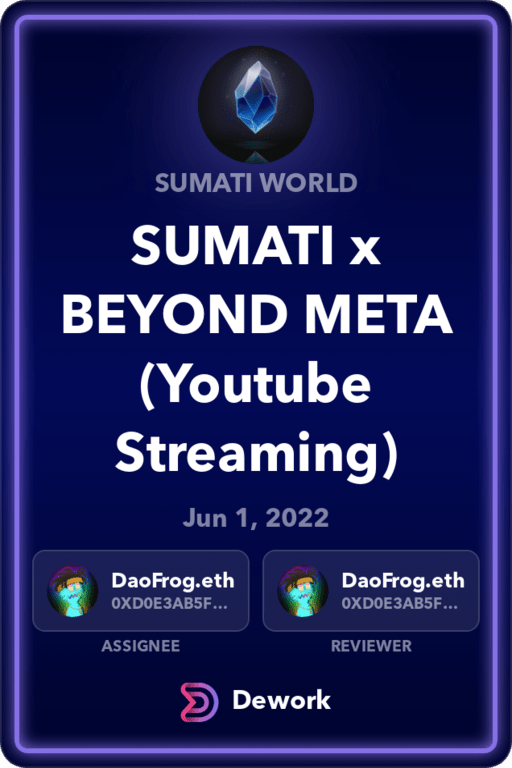 SUMATI WORLD
SUMATI x
BEYOND META
(Youtube
Streaming)
Jun 1, 2022
DaoFrog.eth
0XD0E3AB5F...
ASSIGNEE
DaoFrog.eth
0XD0E3AB5F...
REVIEWER
Dework